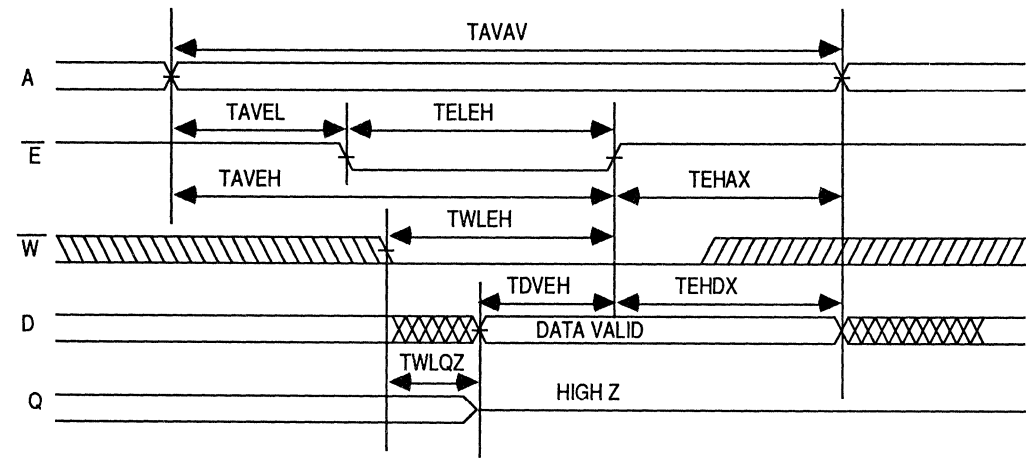 TAVAV
A
TAVEL TELEH
E̅
TAVEH TEHAX
TWLEH
W̅
TDVEH TEHDX
D DATA VALID
TWLQZ
Q HIGH Z